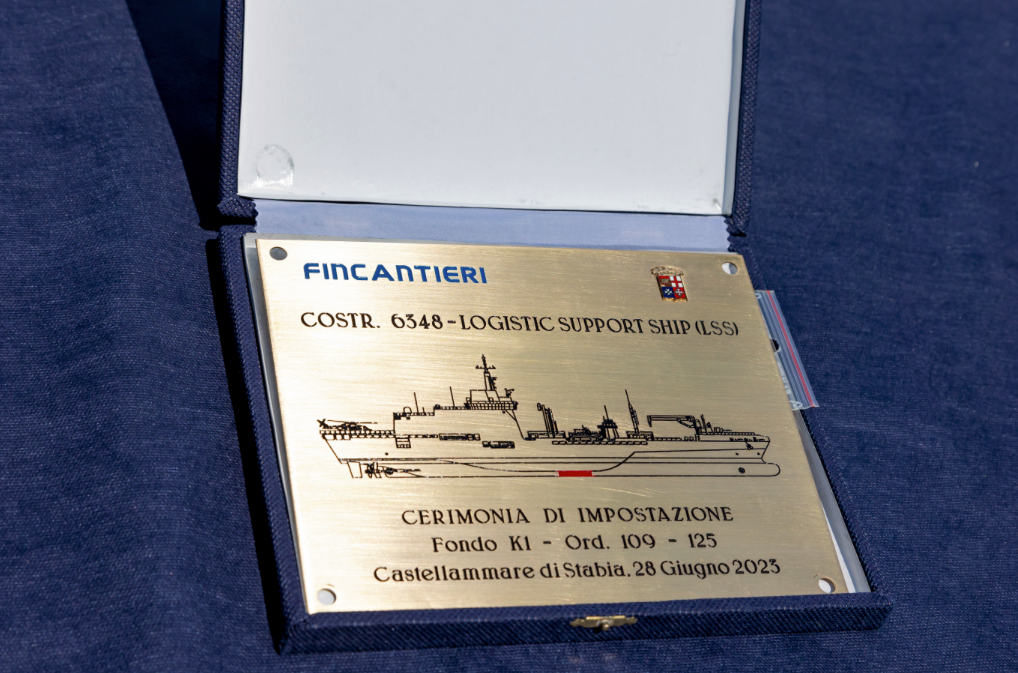 FINCANTIERI
COSTR. 6348 - LOGISTIC SUPPORT SHIP (LSS)
CERIMONIA DI IMPOSTAZIONE
Fondo K1 - Ord. 109 - 125
Castellammare di Stabia, 28 Giugno 2023